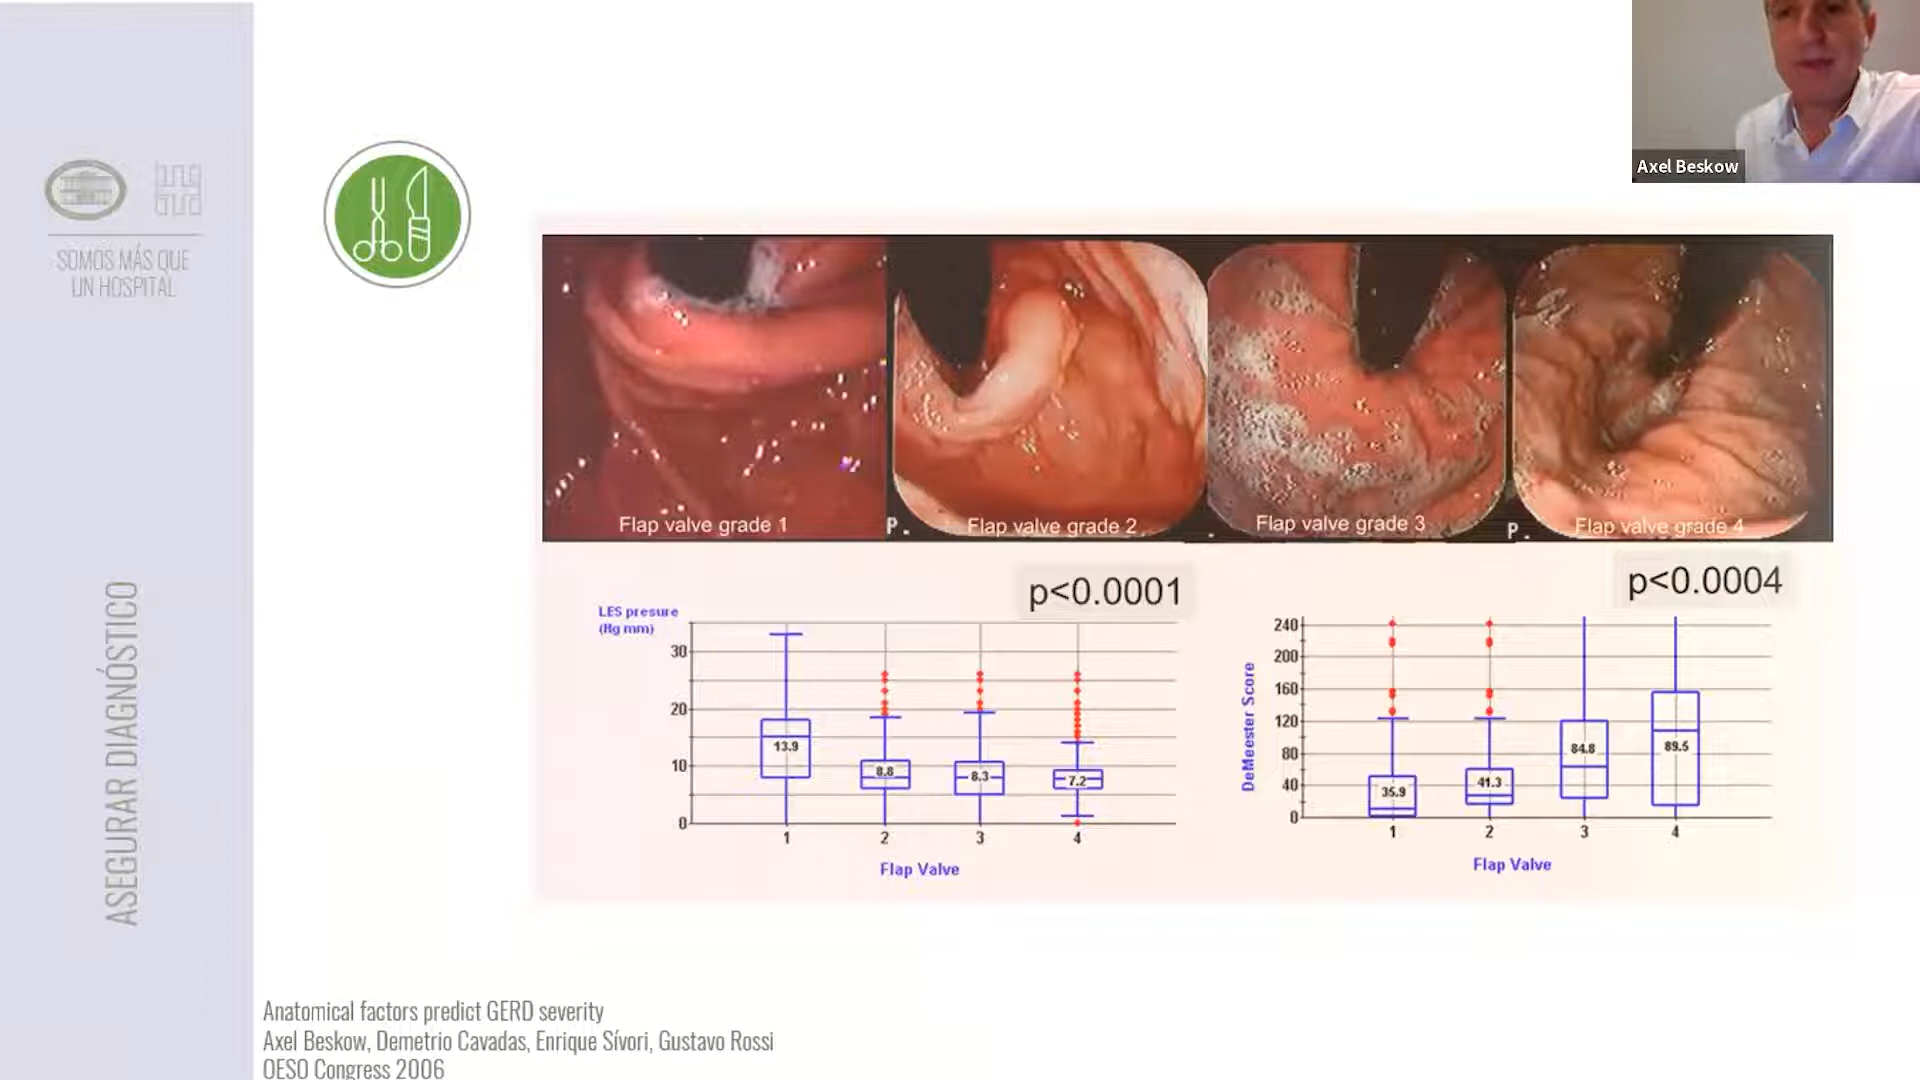 Axel Beskow
SOMOS MÁS QUE
UN HOSPITAL
ASEGURAR DIAGNÓSTICO
Flap valve grade 1
P.
Flap valve grade 2
Flap valve grade 3
P.
Flap valve grade 4
p<0.0001
LES presure
(Hg mm)
30
20
10
0
13.9
8.8
8.3
7.2
1 2 3 4
Flap Valve
p<0.0004
DeMeester Score
240
200
160
120
80
40
0
35.9
41.3
84.8
89.5
1 2 3 4
Flap Valve
Anatomical factors predict GERD severity
Axel Beskow, Demetrio Cavadas, Enrique Sívori, Gustavo Rossi
OESO Congress 2006